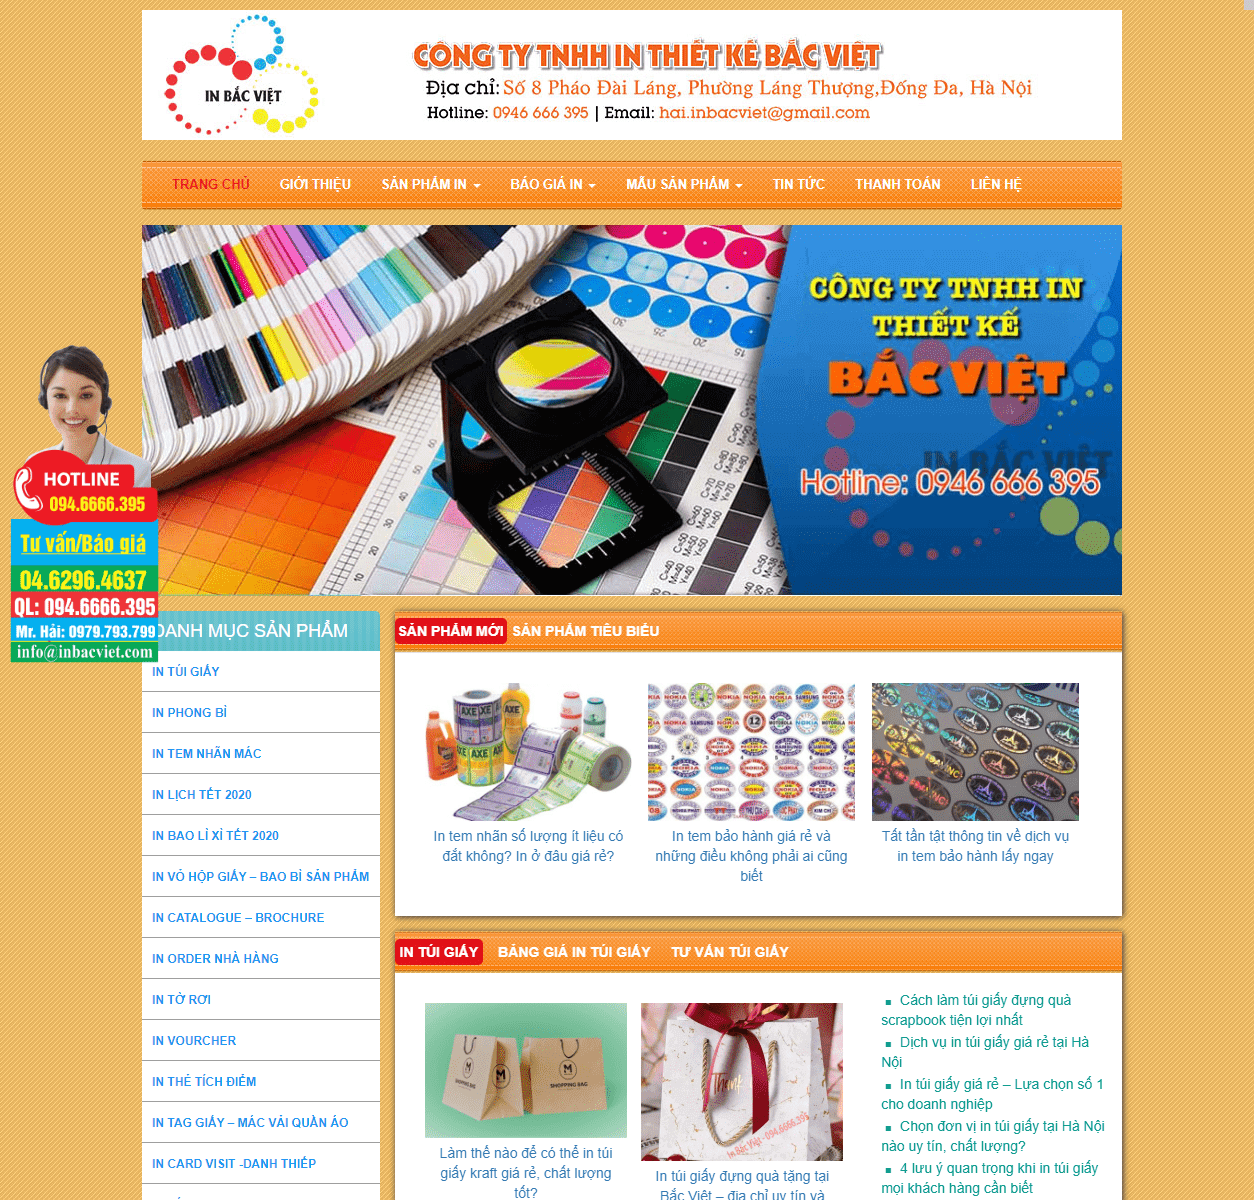 IN BẮC VIỆT
CÔNG TY TNHH IN THIẾT KẾ BẮC VIỆT
Địa chỉ: Số 8 Pháo Đài Láng, Phường Láng Thượng,Đống Đa, Hà Nội
Hotline: 0946 666 395 | Email: hai.inbacviet@gmail.com
TRANG CHỦ GIỚI THIỆU SẢN PHẨM IN BÁO GIÁ IN MẪU SẢN PHẨM TIN TỨC THANH TOÁN LIÊN HỆ
CÔNG TY TNHH IN
THIẾT KẾ
BẮC VIỆT
IN BẮC VIỆT
Hotline: 0946 666 395
HOTLINE
094.6666.395
Tư vấn/Báo giá
04.6296.4637
QL: 094.6666.395
Mr. Hải: 0979.793.799
info@inbacviet.com
DANH MỤC SẢN PHẨM
IN TÚI GIẤY
IN PHONG BÌ
IN TEM NHÃN MÁC
IN LỊCH TẾT 2020
IN BAO LÌ XÌ TẾT 2020
IN VỎ HỘP GIẤY – BAO BÌ SẢN PHẨM
IN CATALOGUE – BROCHURE
IN ORDER NHÀ HÀNG
IN TỜ RƠI
IN VOURCHER
IN THẺ TÍCH ĐIỂM
IN TAG GIẤY – MÁC VẢI QUẦN ÁO
IN CARD VISIT -DANH THIẾP
SẢN PHẨM MỚI SẢN PHẨM TIÊU BIỂU
In tem nhãn số lượng ít liệu có
đắt không? In ở đâu giá rẻ?
In tem bảo hành giá rẻ và
những điều không phải ai cũng
biết
Tất tần tật thông tin về dịch vụ
in tem bảo hành lấy ngay
IN TÚI GIẤY BẢNG GIÁ IN TÚI GIẤY TƯ VẤN TÚI GIẤY
SHOPPING BAG
Làm thế nào để có thể in túi
giấy kraft giá rẻ, chất lượng
tốt?
In Bắc Việt - 094.6666.395
In túi giấy đựng quà tặng tại
Bắc Việt – địa chỉ uy tín và
Cách làm túi giấy đựng quà
scrapbook tiện lợi nhất
Dịch vụ in túi giấy giá rẻ tại Hà
Nội
In túi giấy giá rẻ – Lựa chọn số 1
cho doanh nghiệp
Chọn đơn vị in túi giấy tại Hà Nội
nào uy tín, chất lượng?
4 lưu ý quan trọng khi in túi giấy
mọi khách hàng cần biết